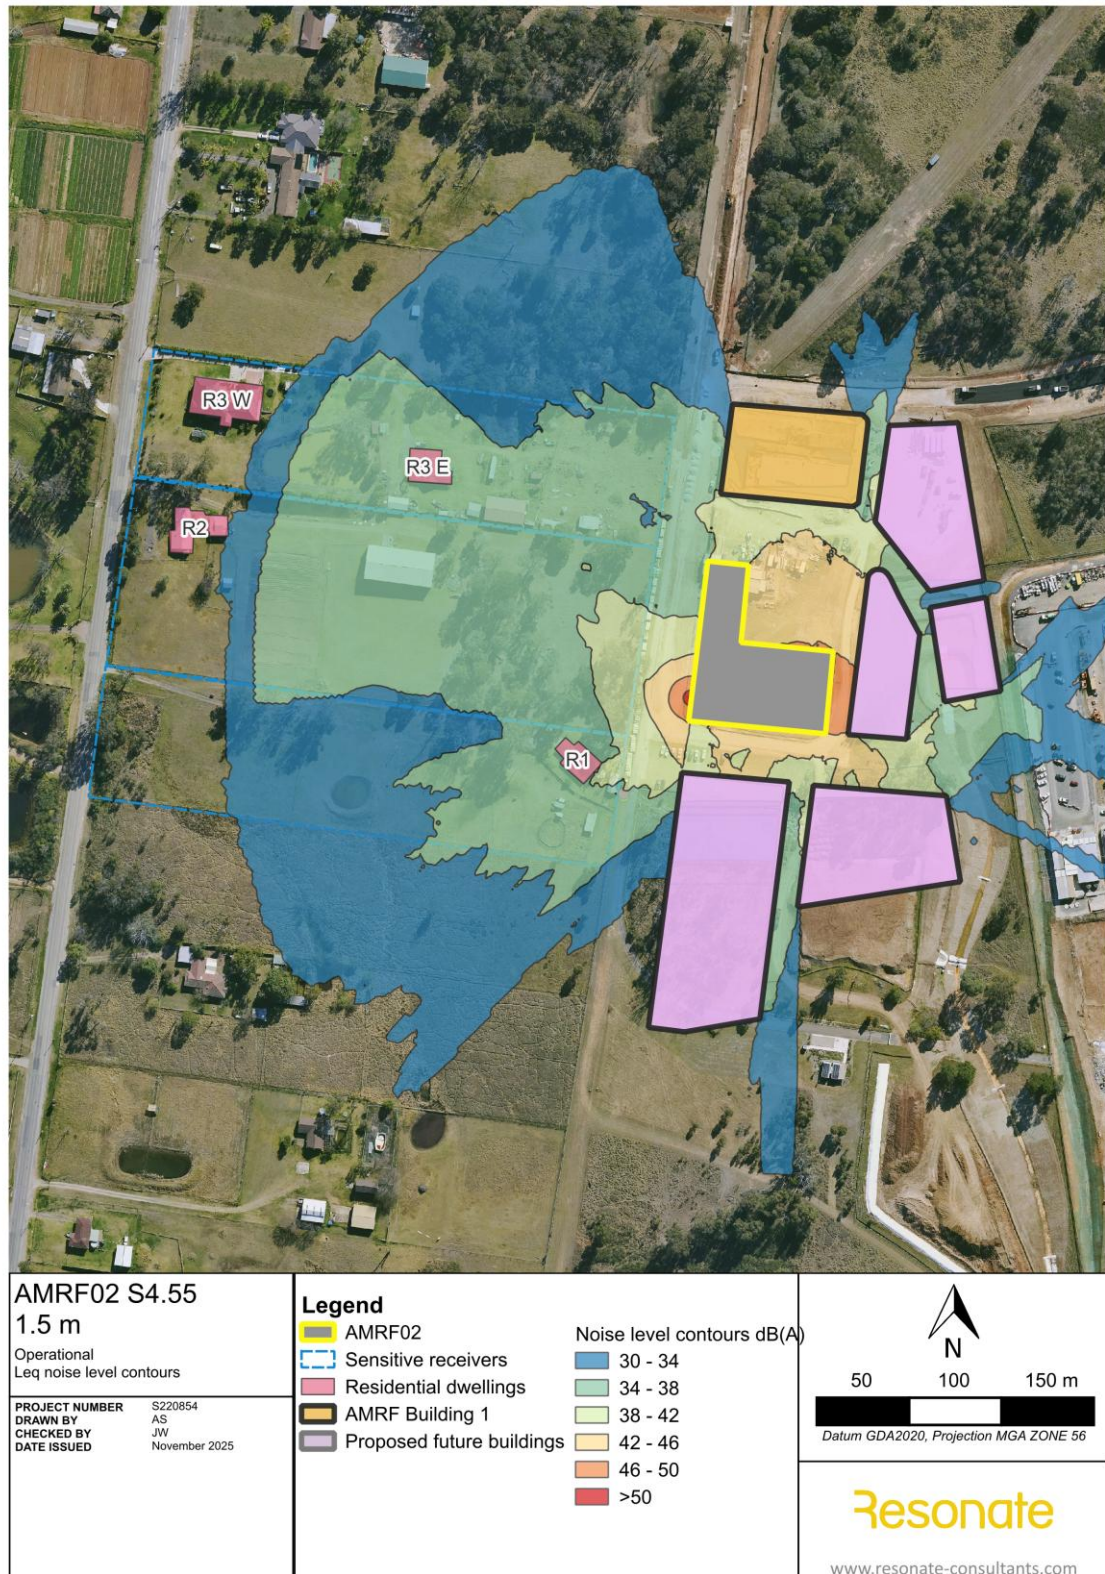 R3 W
R3 E
R2
R1
AMRF02 S4.55
1.5 m
Operational
Leq noise level contours
PROJECT NUMBER S220854
DRAWN BY AS
CHECKED BY JW
DATE ISSUED November 2025
Legend
AMRF02
Sensitive receivers
Residential dwellings
AMRF Building 1
Proposed future buildings
Noise level contours dB(A)
30 - 34
34 - 38
38 - 42
42 - 46
46 - 50
>50
N
50 100 150 m
Datum GDA2020, Projection MGA ZONE 56
Resonate
www.resonate-consultants.com